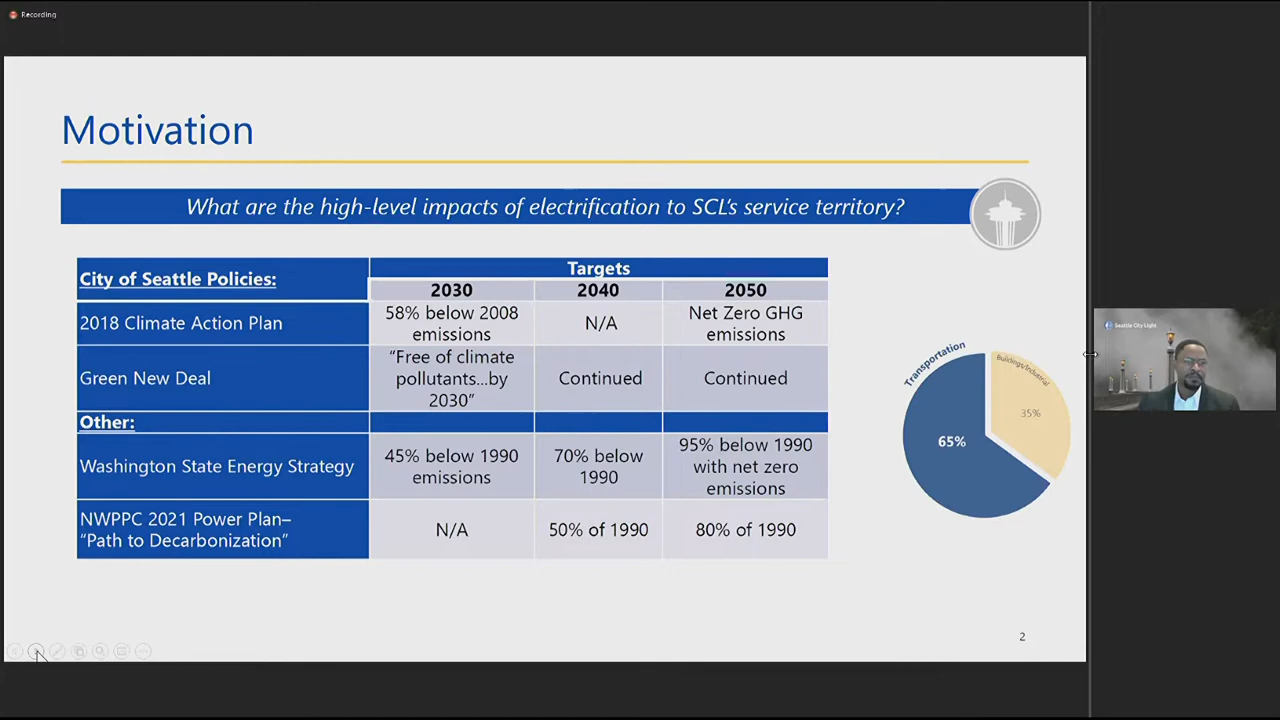 Recording
Motivation
What are the high-level impacts of electrification to SCL's service territory?
City of Seattle Policies:
Targets
2030
2040
2050
2018 Climate Action Plan
58% below 2008
emissions
N/A
Net Zero GHG
emissions
Green New Deal
“Free of climate
pollutants...by
2030”
Continued
Continued
Other:
Washington State Energy Strategy
45% below 1990
emissions
70% below
1990
95% below 1990
with net zero
emissions
NWPPC 2021 Power Plan–
“Path to Decarbonization”
N/A
50% of 1990
80% of 1990
Transportation
65%
Buildings/Industrial
35%
2
Seattle City Light